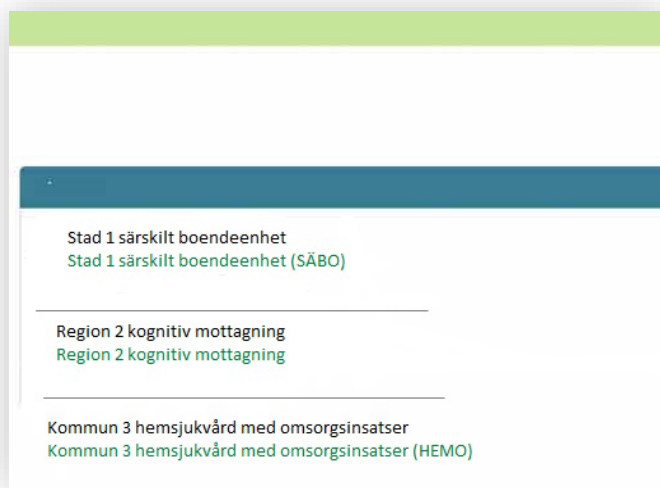 Stad 1 särskilt boendeenhet
Stad 1 särskilt boendeenhet (SÄBO)
Region 2 kognitiv mottagning
Region 2 kognitiv mottagning
Kommun 3 hemsjukvård med omsorgsinsatser
Kommun 3 hemsjukvård med omsorgsinsatser (HEMO)